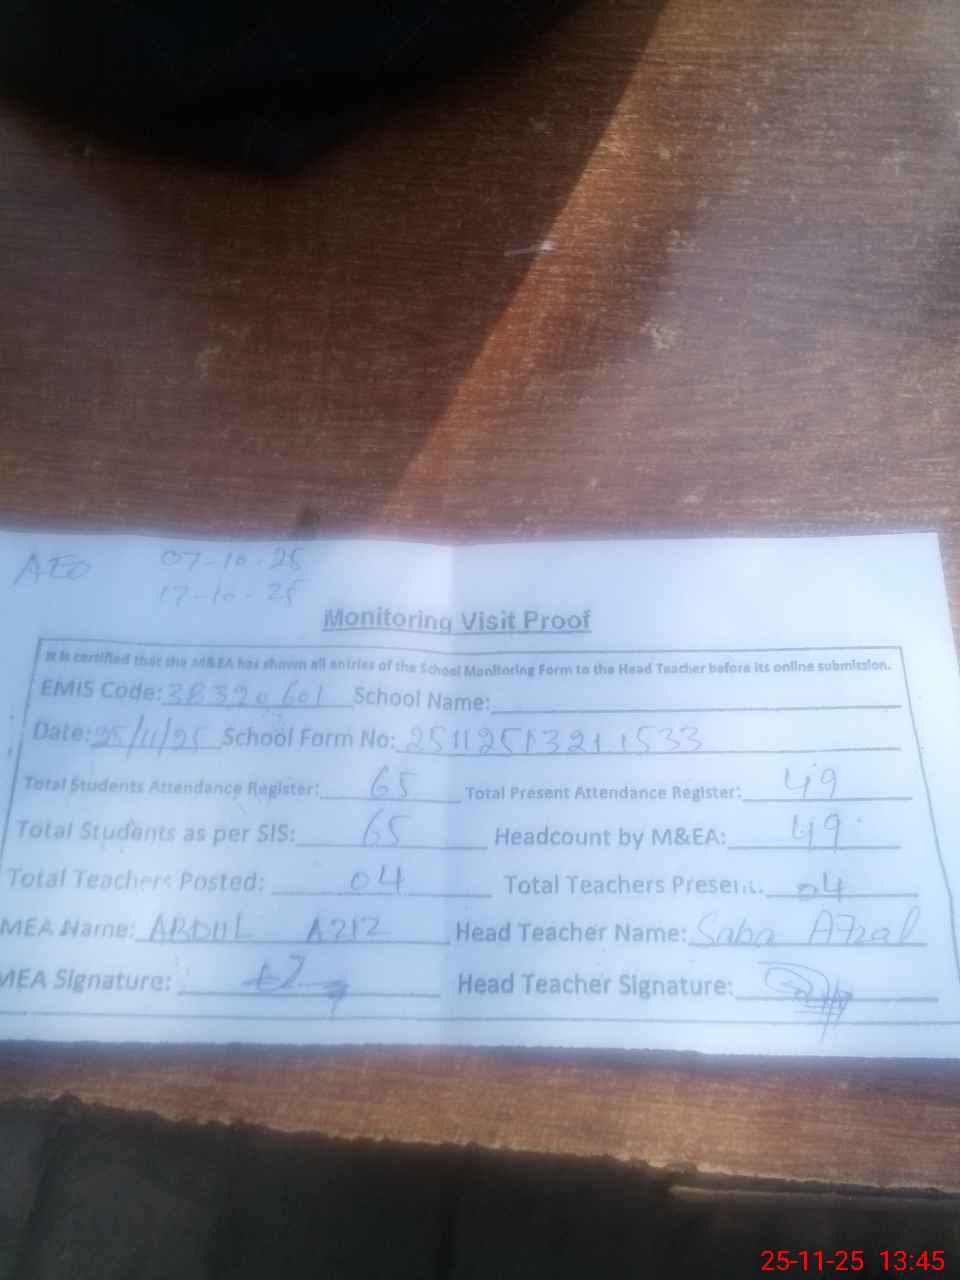 AEO 07-10-25
17-10-25
Monitoring Visit Proof
It is certified that the M&EA has shown all entries of the School Monitoring Form to the Head Teacher before its online submission.
EMIS Code: 38320601 School Name:
Date: 25/11/25 School Form No: 25112513211533
Total Students Attendance Register: 65 Total Present Attendance Register: 49
Total Students as per SIS: 65 Headcount by M&EA: 49
Total Teachers Posted: 04 Total Teachers Present: 04
MEA Name: ABDUL AZIZ Head Teacher Name: Saba Afzal
MEA Signature: Head Teacher Signature:
25-11-25 13:45